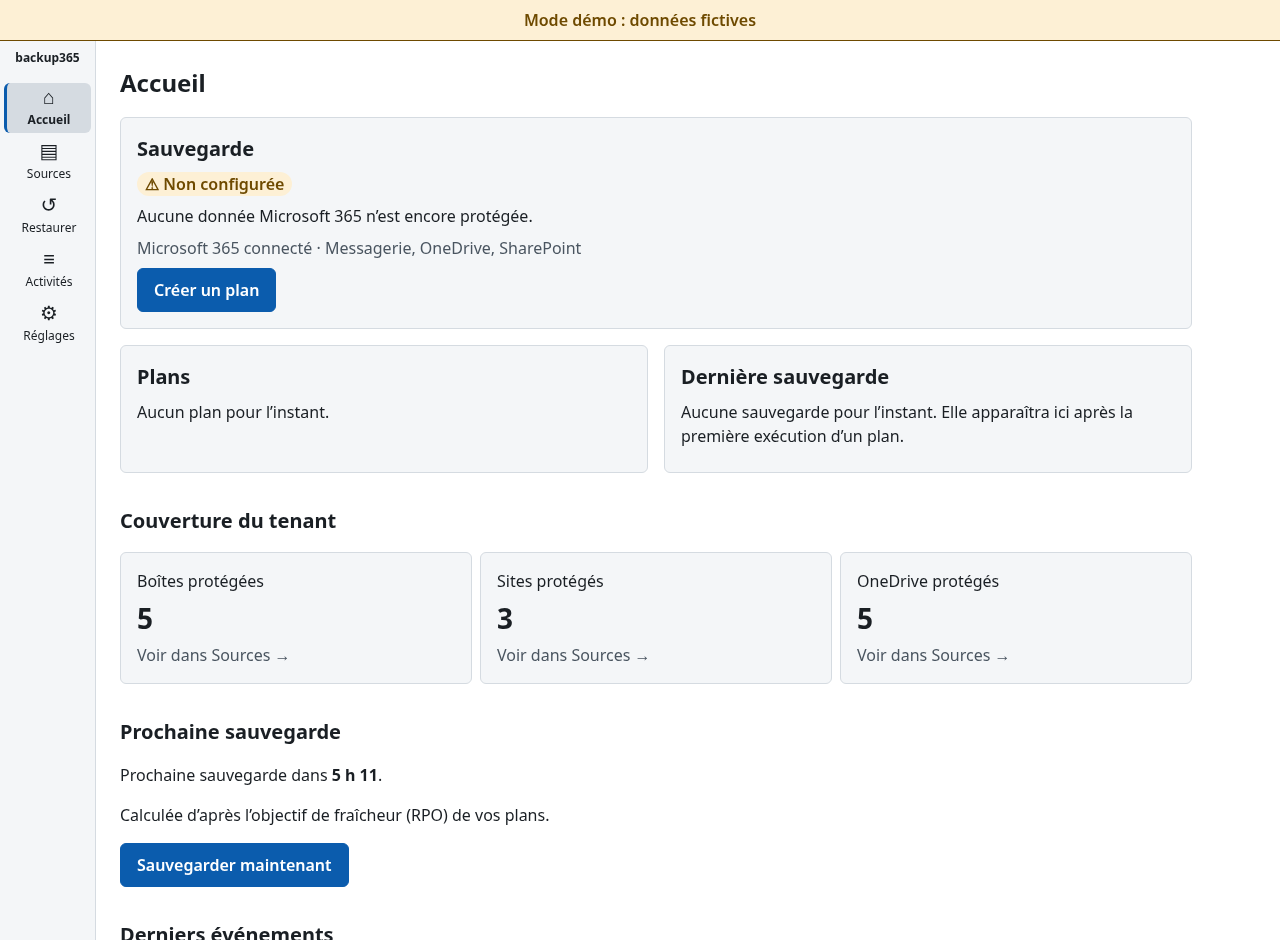 Mode démo : données fictives
backup365
Accueil
Sources
Restaurer
Activités
Réglages
Accueil
Sauvegarde
⚠ Non configurée
Aucune donnée Microsoft 365 n’est encore protégée.
Microsoft 365 connecté · Messagerie, OneDrive, SharePoint
Créer un plan
Plans
Aucun plan pour l’instant.
Dernière sauvegarde
Aucune sauvegarde pour l’instant. Elle apparaîtra ici après la
première exécution d’un plan.
Couverture du tenant
Boîtes protégées
5
Voir dans Sources →
Sites protégés
3
Voir dans Sources →
OneDrive protégés
5
Voir dans Sources →
Prochaine sauvegarde
Prochaine sauvegarde dans 5 h 11.
Calculée d’après l’objectif de fraîcheur (RPO) de vos plans.
Sauvegarder maintenant
Derniers événements